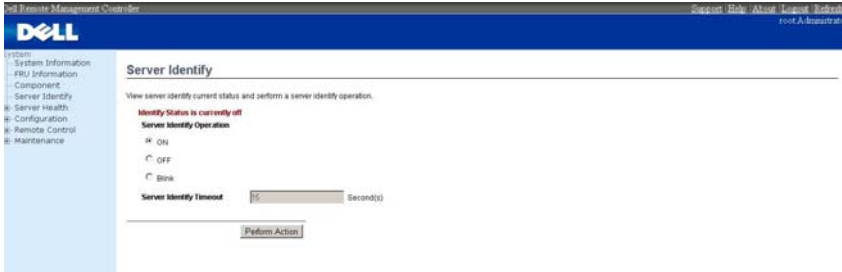 Dell Remote Management Controller
Support Help About Logout Refresh
root:Administrat
DELL
System
System Information
FRU Information
Component
Server Identify
Server Health
Configuration
Remote Control
Maintenance
Server Identify
View server identify current status and perform a server identify operation.
Identify Status is currently off
Server Identify Operation
ON
OFF
Blink
Server Identify Timeout 15 Second(s)
Perform Action